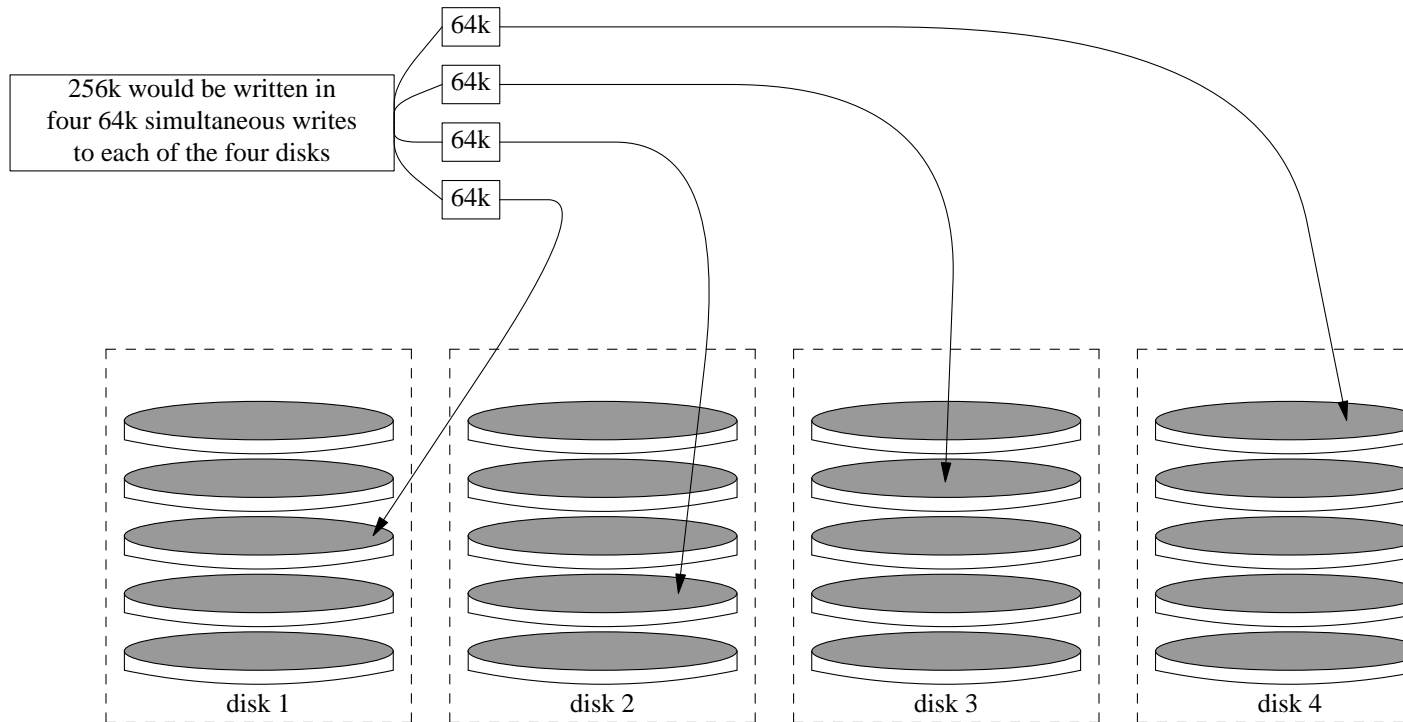 64k
256k would be written in
four 64k simultaneous writes
to each of the four disks
64k
64k
64k
disk 1
disk 2
disk 3
disk 4